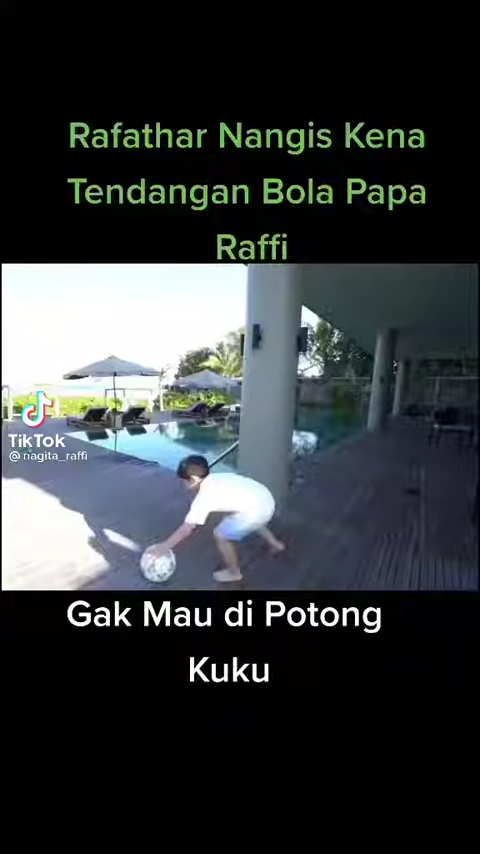 Rafathar Nangis Kena
Tendangan Bola Papa
Raffi
TikTok
@nagita_raffi
Gak Mau di Potong
Kuku